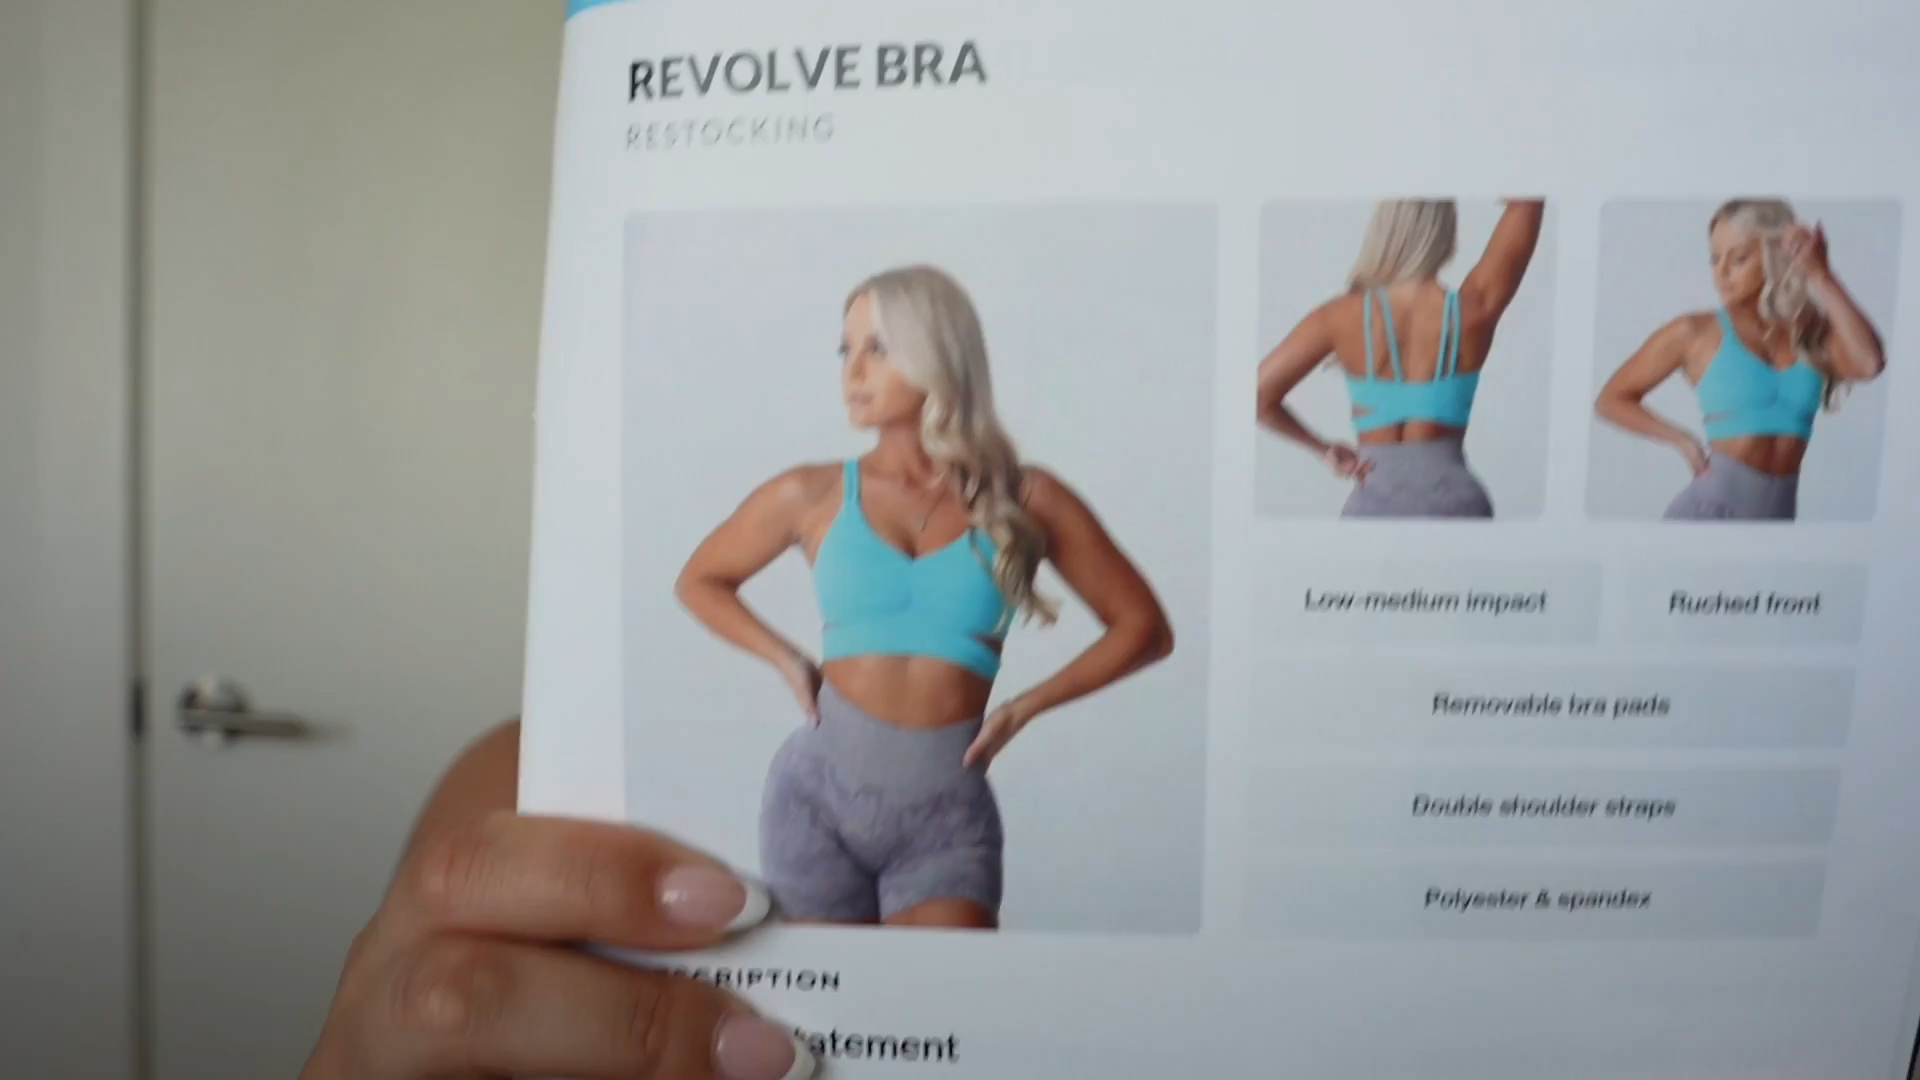 REVOLVE BRA
RESTOCKING
Low-medium impact
Ruched front
Removable bra pads
Double shoulder straps
Polyester & spandex